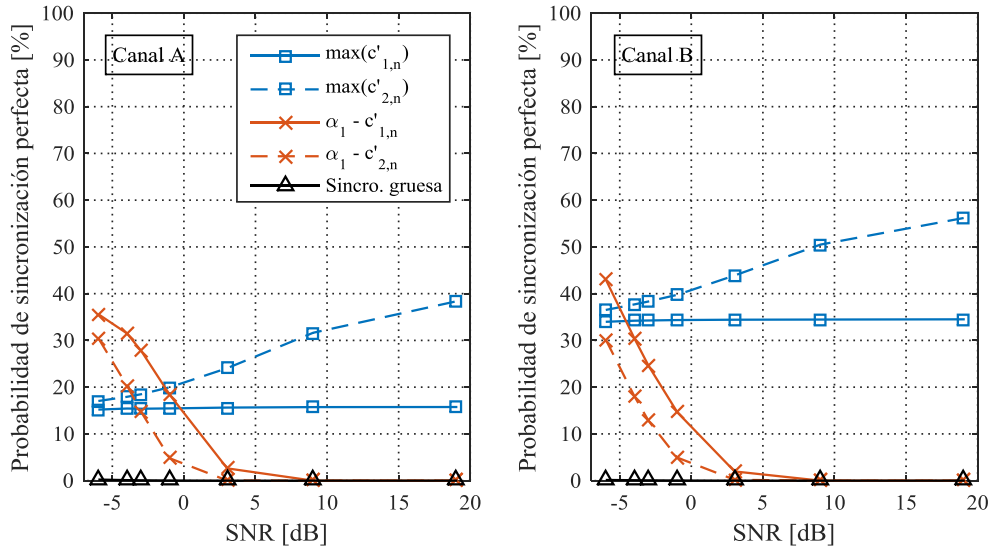 Probabilidad de sincronización perfecta [%]
100
90
80
70
60
50
40
30
20
10
0
Canal A
max(c'1,n)
max(c'2,n)
α1 - c'1,n
α1 - c'2,n
Sincro. gruesa
-5 0 5 10 15 20
SNR [dB]
Probabilidad de sincronización perfecta [%]
100
90
80
70
60
50
40
30
20
10
0
Canal B
-5 0 5 10 15 20
SNR [dB]